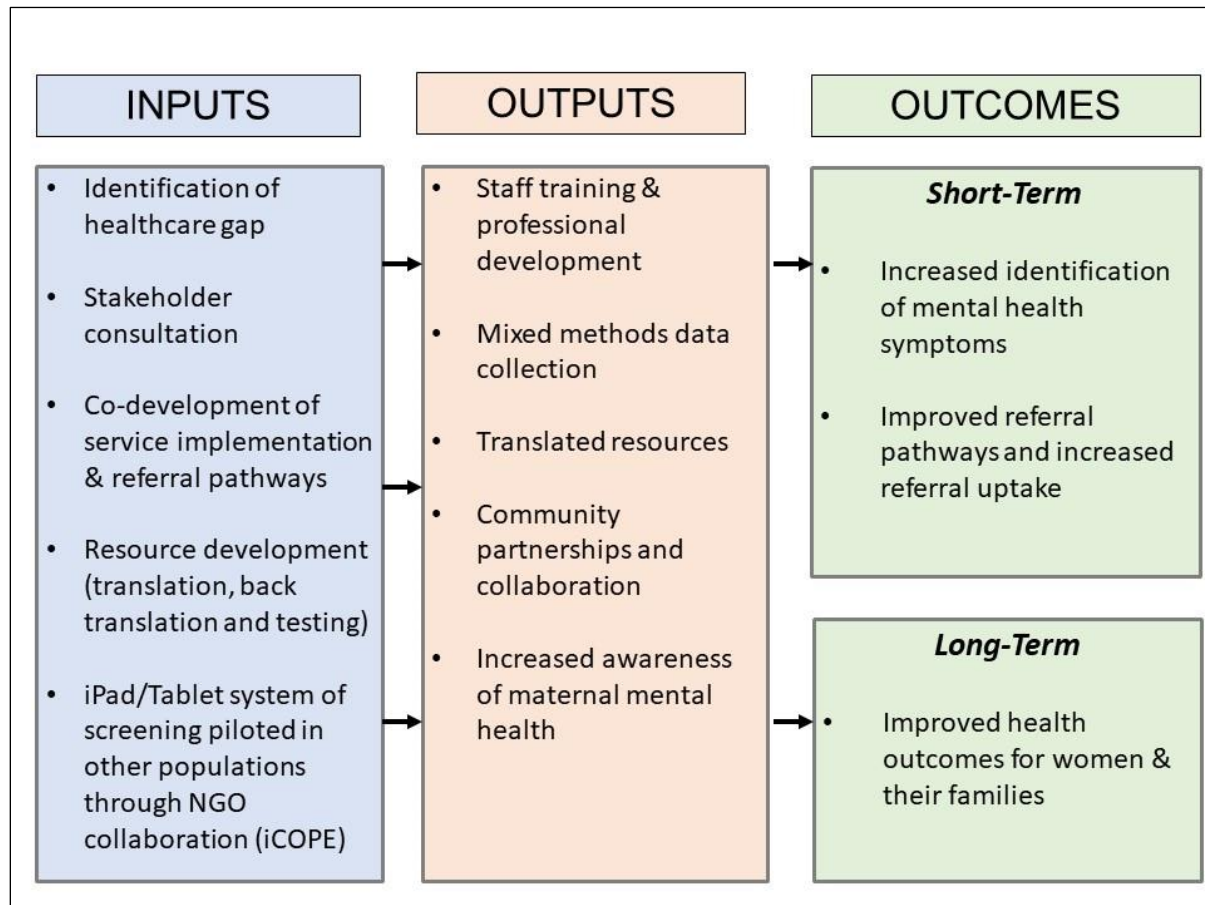 INPUTS
• Identification of
healthcare gap
• Stakeholder
consultation
• Co-development of
service implementation
& referral pathways
• Resource development
(translation, back
translation and testing)
• iPad/Tablet system of
screening piloted in
other populations
through NGO
collaboration (iCOPE)
OUTPUTS
• Staff training &
professional
development
• Mixed methods data
collection
• Translated resources
• Community
partnerships and
collaboration
• Increased awareness
of maternal mental
health
OUTCOMES
Short-Term
• Increased identification
of mental health
symptoms
• Improved referral
pathways and increased
referral uptake
Long-Term
• Improved health
outcomes for women &
their families